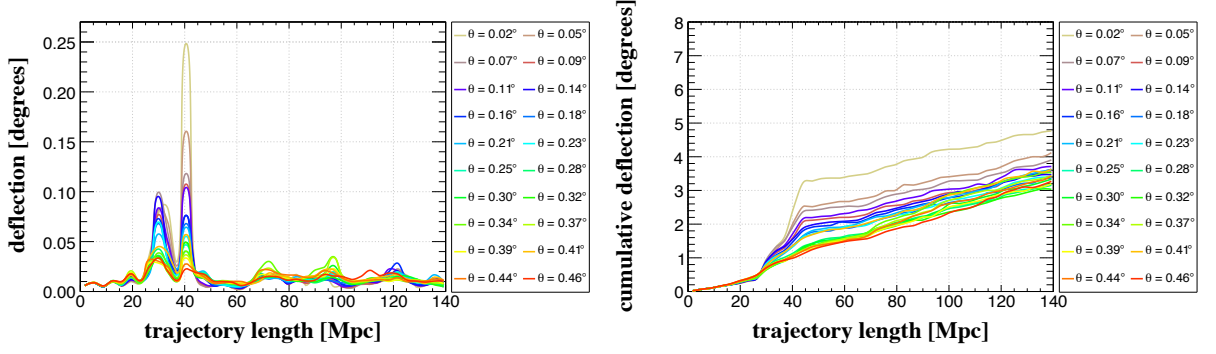 deflection [degrees]
0.25
0.20
0.15
0.10
0.05
0.00
0 20 40 60 80 100 120 140
trajectory length [Mpc]
θ = 0.02° θ = 0.05°
θ = 0.07° θ = 0.09°
θ = 0.11° θ = 0.14°
θ = 0.16° θ = 0.18°
θ = 0.21° θ = 0.23°
θ = 0.25° θ = 0.28°
θ = 0.30° θ = 0.32°
θ = 0.34° θ = 0.37°
θ = 0.39° θ = 0.41°
θ = 0.44° θ = 0.46°
cumulative deflection [degrees]
8
7
6
5
4
3
2
1
0
0 20 40 60 80 100 120 140
trajectory length [Mpc]
θ = 0.02° θ = 0.05°
θ = 0.07° θ = 0.09°
θ = 0.11° θ = 0.14°
θ = 0.16° θ = 0.18°
θ = 0.21° θ = 0.23°
θ = 0.25° θ = 0.28°
θ = 0.30° θ = 0.32°
θ = 0.34° θ = 0.37°
θ = 0.39° θ = 0.41°
θ = 0.44° θ = 0.46°